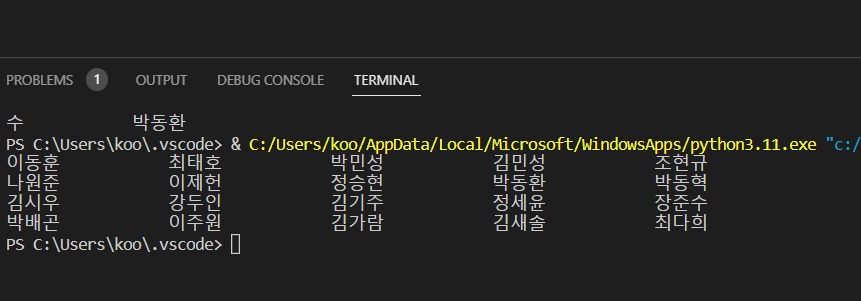 PROBLEMS 1 OUTPUT DEBUG CONSOLE TERMINAL
수 박동환
PS C:\Users\koo\.vscode> & C:/Users/koo/AppData/Local/Microsoft/WindowsApps/python3.11.exe "c:/
이동훈 최태호 박민성 김민성 조현규
나원준 이제헌 정승현 박동환 박동혁
김시우 강두인 김기주 정세윤 장준수
박배곤 이주원 김가람 김새솔 최다희
PS C:\Users\koo\.vscode>